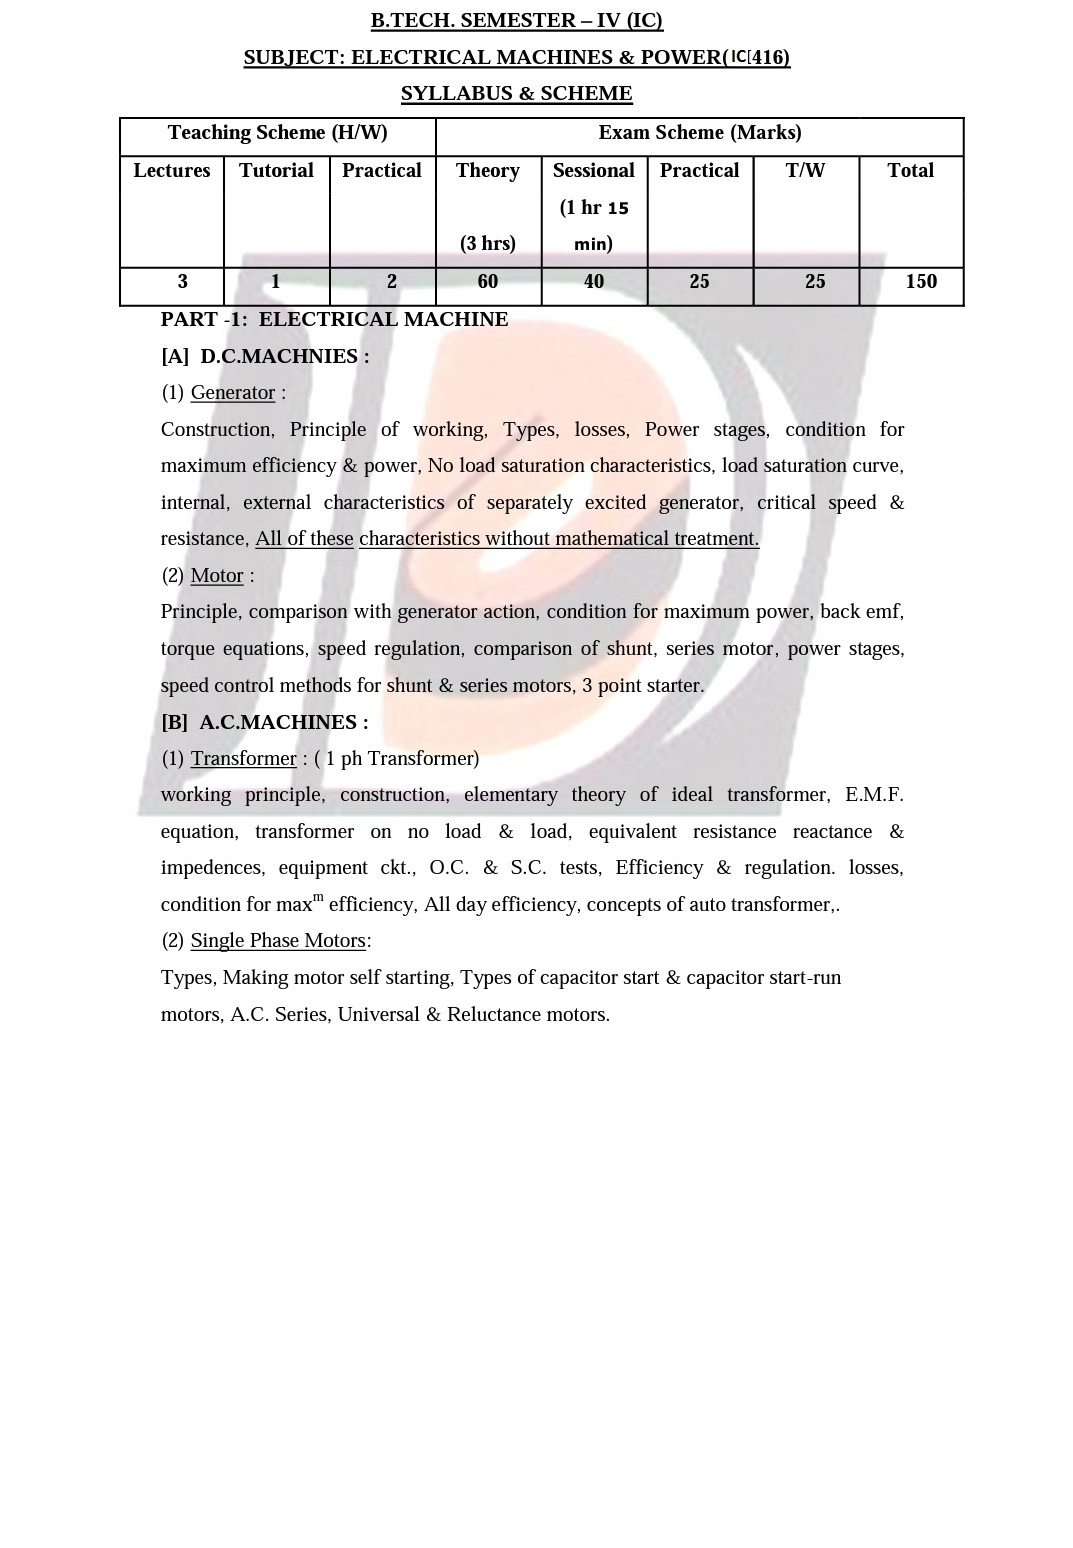 B.TECH. SEMESTER – IV (IC)
SUBJECT: ELECTRICAL MACHINES & POWER( IC[416)
SYLLABUS & SCHEME
Teaching Scheme (H/W) Exam Scheme (Marks)
Lectures Tutorial Practical Theory Sessional Practical T/W Total
(1 hr 15
(3 hrs) min)
3 1 2 60 40 25 25 150
PART -1: ELECTRICAL MACHINE
[A] D.C.MACHNIES :
(1) Generator :
Construction, Principle of working, Types, losses, Power stages, condition for
maximum efficiency & power, No load saturation characteristics, load saturation curve,
internal, external characteristics of separately excited generator, critical speed &
resistance, All of these characteristics without mathematical treatment.
(2) Motor :
Principle, comparison with generator action, condition for maximum power, back emf,
torque equations, speed regulation, comparison of shunt, series motor, power stages,
speed control methods for shunt & series motors, 3 point starter.
[B] A.C.MACHINES :
(1) Transformer : ( 1 ph Transformer)
working principle, construction, elementary theory of ideal transformer, E.M.F.
equation, transformer on no load & load, equivalent resistance reactance &
impedences, equipment ckt., O.C. & S.C. tests, Efficiency & regulation. losses,
condition for maxᵐ efficiency, All day efficiency, concepts of auto transformer,.
(2) Single Phase Motors:
Types, Making motor self starting, Types of capacitor start & capacitor start-run
motors, A.C. Series, Universal & Reluctance motors.